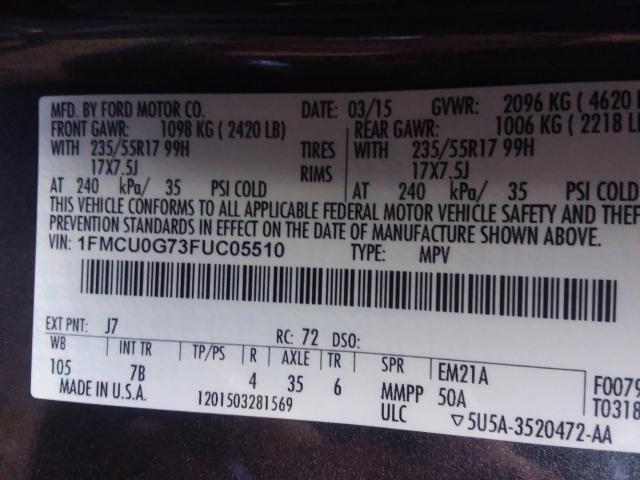 MFD. BY FORD MOTOR CO. DATE: 03/15 GVWR: 2096 KG ( 4620
FRONT GAWR: 1098 KG ( 2420 LB) REAR GAWR: 1006 KG ( 2218
WITH 235/55R17 99H TIRES WITH 235/55R17 99H
17X7.5J RIMS 17X7.5J
AT 240 kPa/ 35 PSI COLD AT 240 kPa/ 35 PSI COLD
THIS VEHICLE CONFORMS TO ALL APPLICABLE FEDERAL MOTOR VEHICLE SAFETY AND THEF
PREVENTION STANDARDS IN EFFECT ON THE DATE OF MANUFACTURE SHOWN ABOVE.
VIN: 1FMCU0G73FUC05510 TYPE: MPV
EXT PNT: J7 RC: 72 DSO:
WB INT TR TP/PS R AXLE TR SPR EM21A F0079
105 7B 4 35 6 MMPP 50A T0318
MADE IN U.S.A. 1201503281569 ULC ▽5U5A-3520472-AA